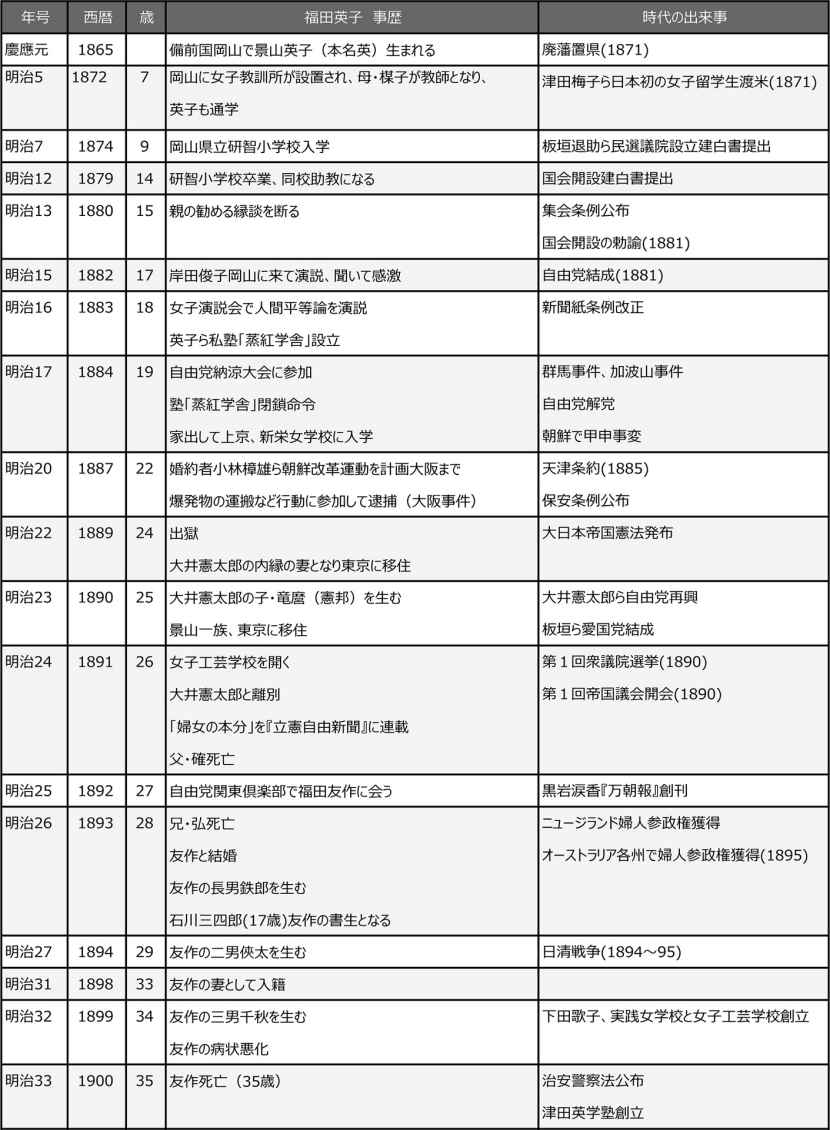 年号 西暦 歳 福田英子 事歴 時代の出来事
慶應元 1865 備前国岡山で景山英子（本名英）生まれる 廃藩置県(1871)
明治5 1872 7 岡山に女子教訓所が設置され、母・楳子が教師となり、 津田梅子ら日本初の女子留学生渡米(1871)
英子も通学
明治7 1874 9 岡山県立研智小学校入学 板垣退助ら民選議院設立建白書提出
明治12 1879 14 研智小学校卒業、同校助教になる 国会開設建白書提出
明治13 1880 15 親の勧める縁談を断る 集会条例公布
国会開設の勅諭(1881)
明治15 1882 17 岸田俊子岡山に来て演説、聞いて感激 自由党結成(1881)
明治16 1883 18 女子演説会で人間平等論を演説 新聞紙条例改正
英子ら私塾｢蒸紅学舎｣設立
明治17 1884 19 自由党納涼大会に参加 群馬事件、加波山事件
塾｢蒸紅学舎｣閉鎖命令 自由党解党
家出して上京、新栄女学校に入学 朝鮮で甲申事変
明治20 1887 22 婚約者小林樟雄ら朝鮮改革運動を計画大阪まで 天津条約(1885)
爆発物の運搬など行動に参加して逮捕（大阪事件） 保安条例公布
明治22 1889 24 出獄 大日本帝国憲法発布
大井憲太郎の内縁の妻となり東京に移住
明治23 1890 25 大井憲太郎の子・竜麿（憲邦）を生む 大井憲太郎ら自由党再興
景山一族、東京に移住 板垣ら愛国党結成
明治24 1891 26 女子工芸学校を開く 第１回衆議院選挙(1890)
大井憲太郎と離別 第１回帝国議会開会(1890)
｢婦女の本分｣を『立憲自由新聞』に連載
父・確死亡
明治25 1892 27 自由党関東倶楽部で福田友作に会う 黒岩涙香『万朝報』創刊
明治26 1893 28 兄・弘死亡 ニュージランド婦人参政権獲得
友作と結婚 オーストラリア各州で婦人参政権獲得(1895)
友作の長男鉄郎を生む
石川三四郎(17歳)友作の書生となる
明治27 1894 29 友作の二男俠太を生む 日清戦争(1894～95)
明治31 1898 33 友作の妻として入籍
明治32 1899 34 友作の三男千秋を生む 下田歌子、実践女学校と女子工芸学校創立
友作の病状悪化
明治33 1900 35 友作死亡（35歳） 治安警察法公布
津田英学塾創立